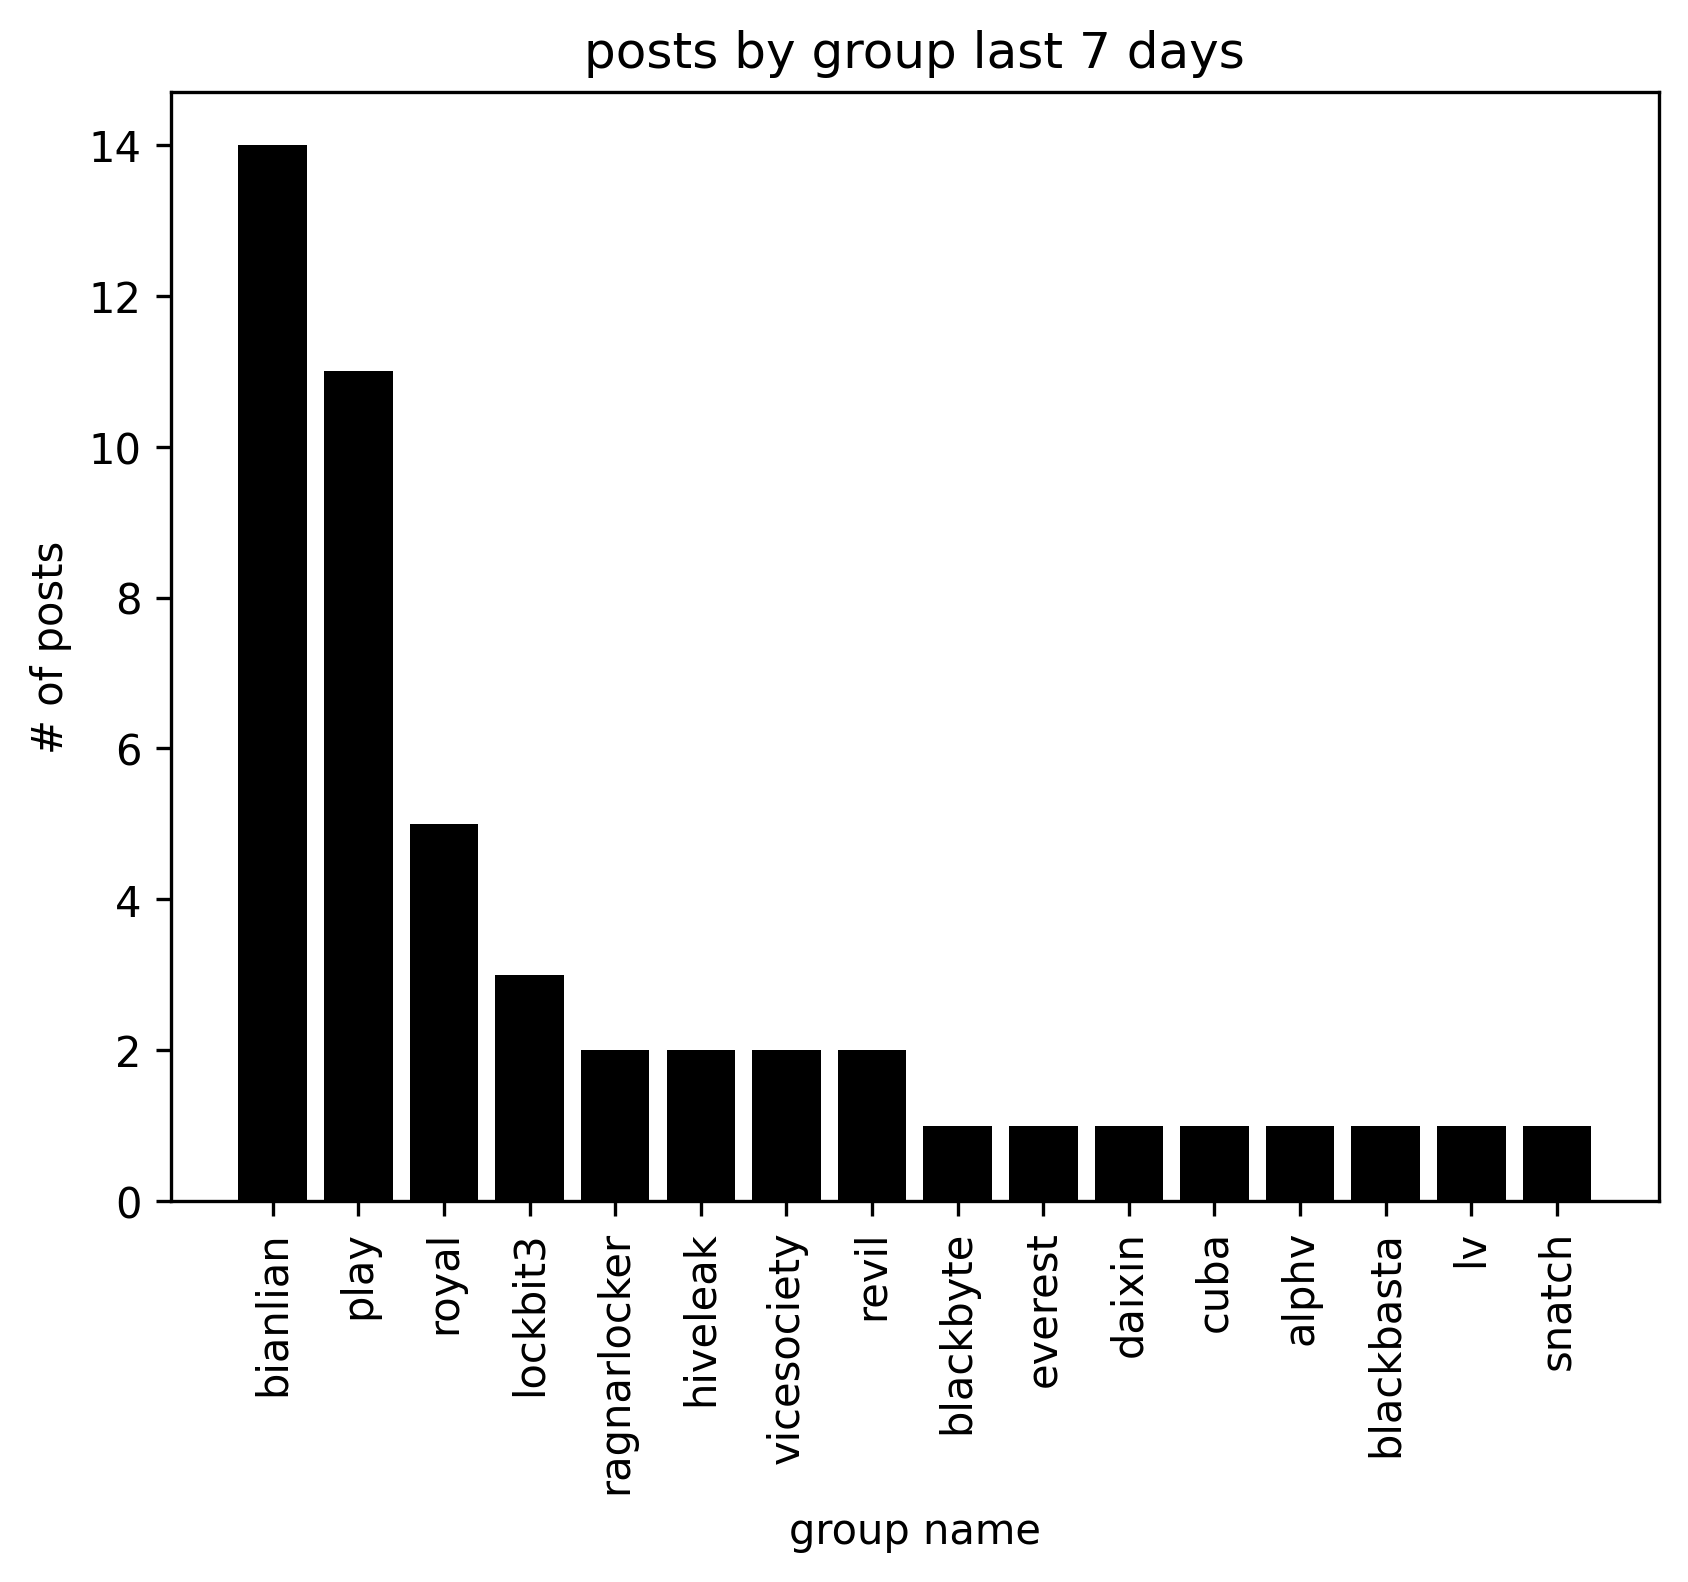 posts by group last 7 days
14
12
10
8
6
4
2
0
# of posts
bianlian
play
royal
lockbit3
ragnarlocker
hiveleak
vicesociety
revil
blackbyte
everest
daixin
cuba
alphv
blackbasta
lv
snatch
group name